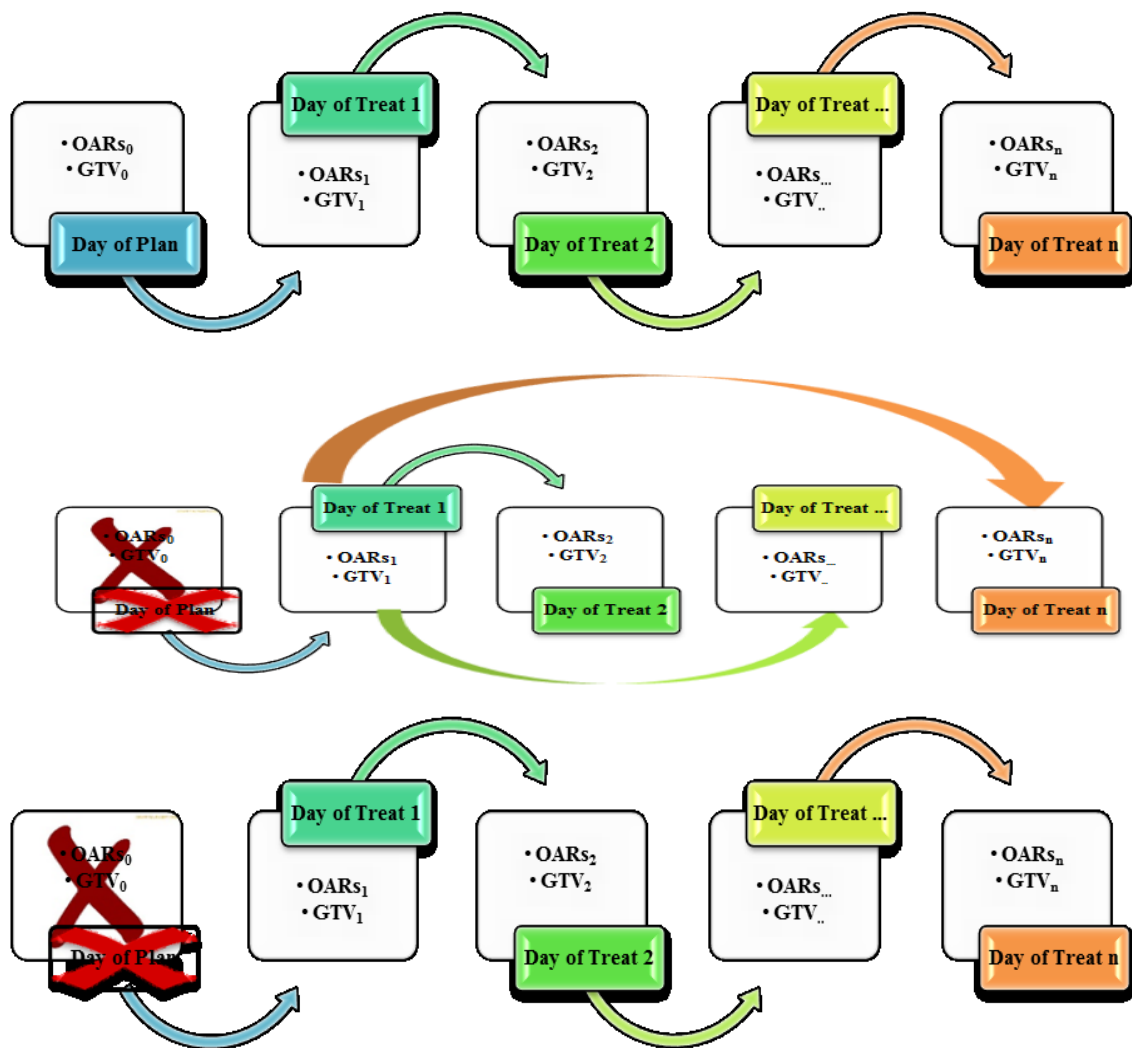 Day of Treat 1
Day of Treat ...
• OARs₀
• GTV₀
• OARs₂
• GTV₂
• OARsₙ
• GTVₙ
• OARs₁
• GTV₁
• OARs...
• GTV..
Day of Plan
Day of Treat 2
Day of Treat n
Day of Treat 1
Day of Treat ...
• OARs₀
• GTV₀
• OARs₂
• GTV₂
• OARsₙ
• GTVₙ
• OARs₁
• GTV₁
• OARs...
• GTV..
Day of Plan
Day of Treat 2
Day of Treat n
Day of Treat 1
Day of Treat ...
• OARs₀
• GTV₀
• OARs₂
• GTV₂
• OARsₙ
• GTVₙ
• OARs₁
• GTV₁
• OARs...
• GTV..
Day of Plan
Day of Treat 2
Day of Treat n